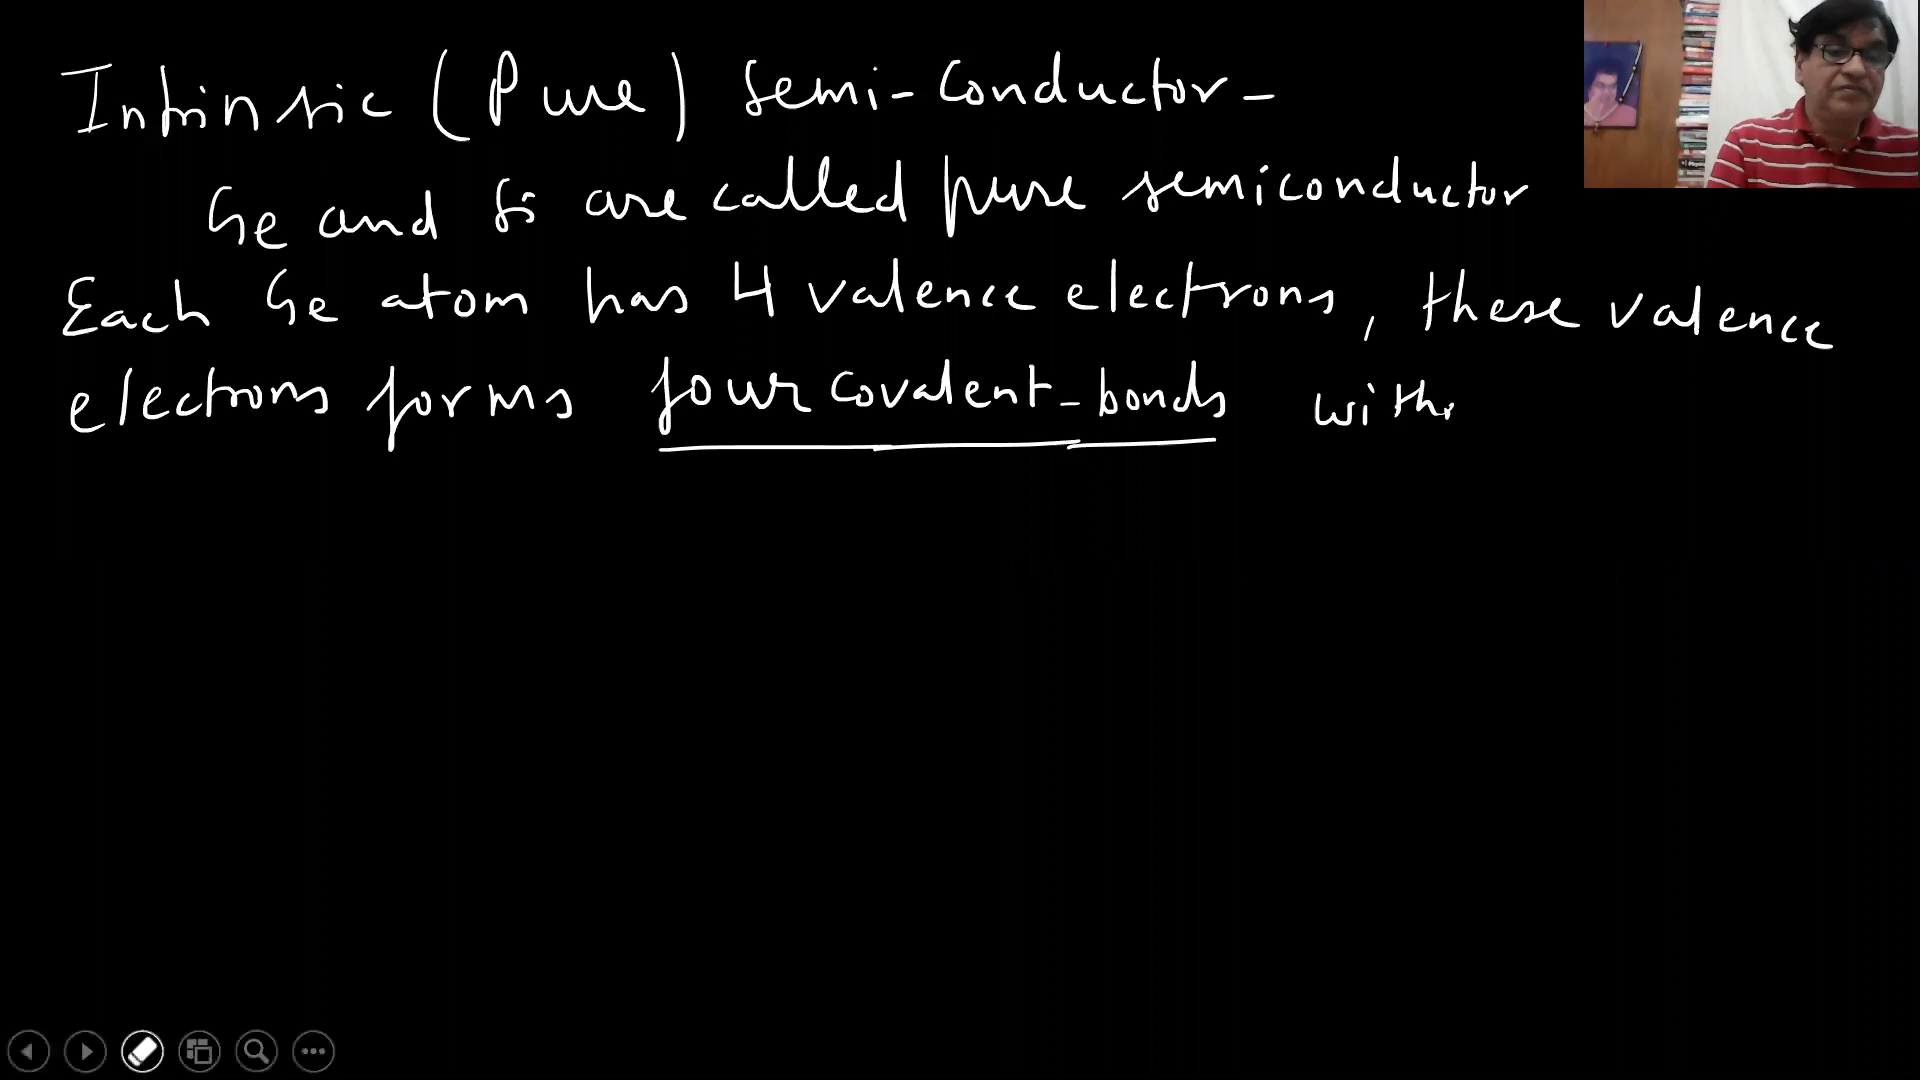 Intrinsic (Pure) Semi-Conductor -
Ge and Si are called pure semiconductor
Each Ge atom has 4 valence electrons, these valence
electrons forms four covalent-bonds with